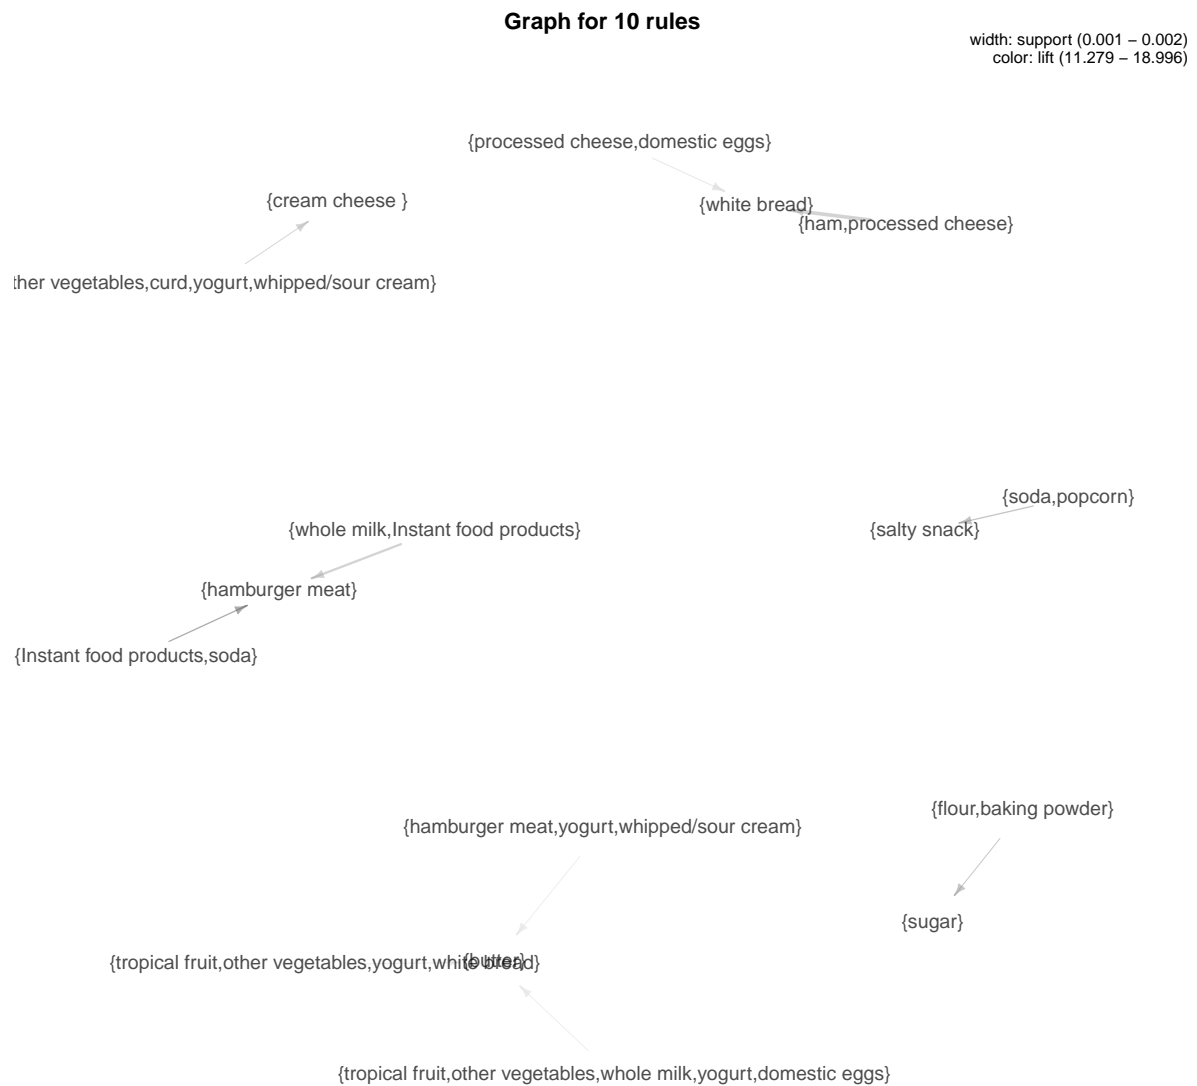 Graph for 10 rules
width: support (0.001 − 0.002)
color: lift (11.279 − 18.996)
{processed cheese,domestic eggs}
{cream cheese }
{white bread}
{ham,processed cheese}
ther vegetables,curd,yogurt,whipped/sour cream}
{soda,popcorn}
{whole milk,Instant food products}
{salty snack}
{hamburger meat}
{Instant food products,soda}
{flour,baking powder}
{hamburger meat,yogurt,whipped/sour cream}
{sugar}
{tropical fruit,other vegetables,yogurt,white bread}
{butter}
{tropical fruit,other vegetables,whole milk,yogurt,domestic eggs}